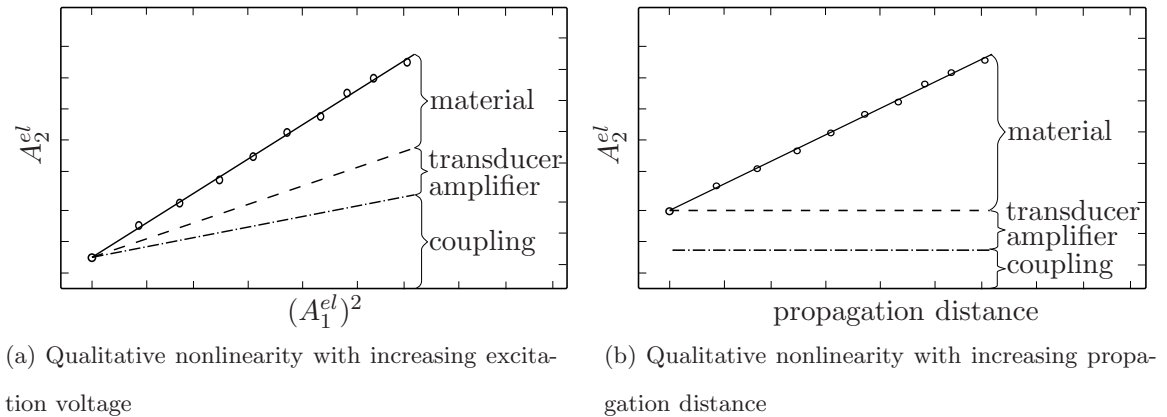 A_2^{el}
material
transducer
amplifier
coupling
(A_1^{el})^2
(a) Qualitative nonlinearity with increasing excita-
tion voltage
A_2^{el}
material
transducer
amplifier
coupling
propagation distance
(b) Qualitative nonlinearity with increasing propa-
gation distance